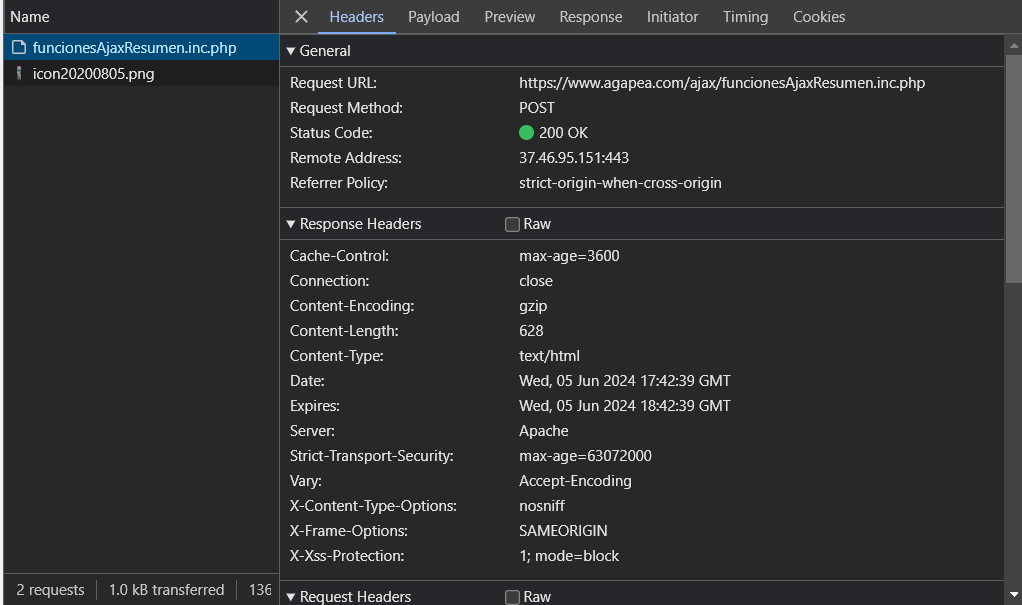 Name
Headers Payload Preview Response Initiator Timing Cookies
funcionesAjaxResumen.inc.php
icon20200805.png
General
Request URL: https://www.agapea.com/ajax/funcionesAjaxResumen.inc.php
Request Method: POST
Status Code: 200 OK
Remote Address: 37.46.95.151:443
Referrer Policy: strict-origin-when-cross-origin
Response Headers Raw
Cache-Control: max-age=3600
Connection: close
Content-Encoding: gzip
Content-Length: 628
Content-Type: text/html
Date: Wed, 05 Jun 2024 17:42:39 GMT
Expires: Wed, 05 Jun 2024 18:42:39 GMT
Server: Apache
Strict-Transport-Security: max-age=63072000
Vary: Accept-Encoding
X-Content-Type-Options: nosniff
X-Frame-Options: SAMEORIGIN
X-Xss-Protection: 1; mode=block
2 requests 1.0 kB transferred 136
Request Headers Raw